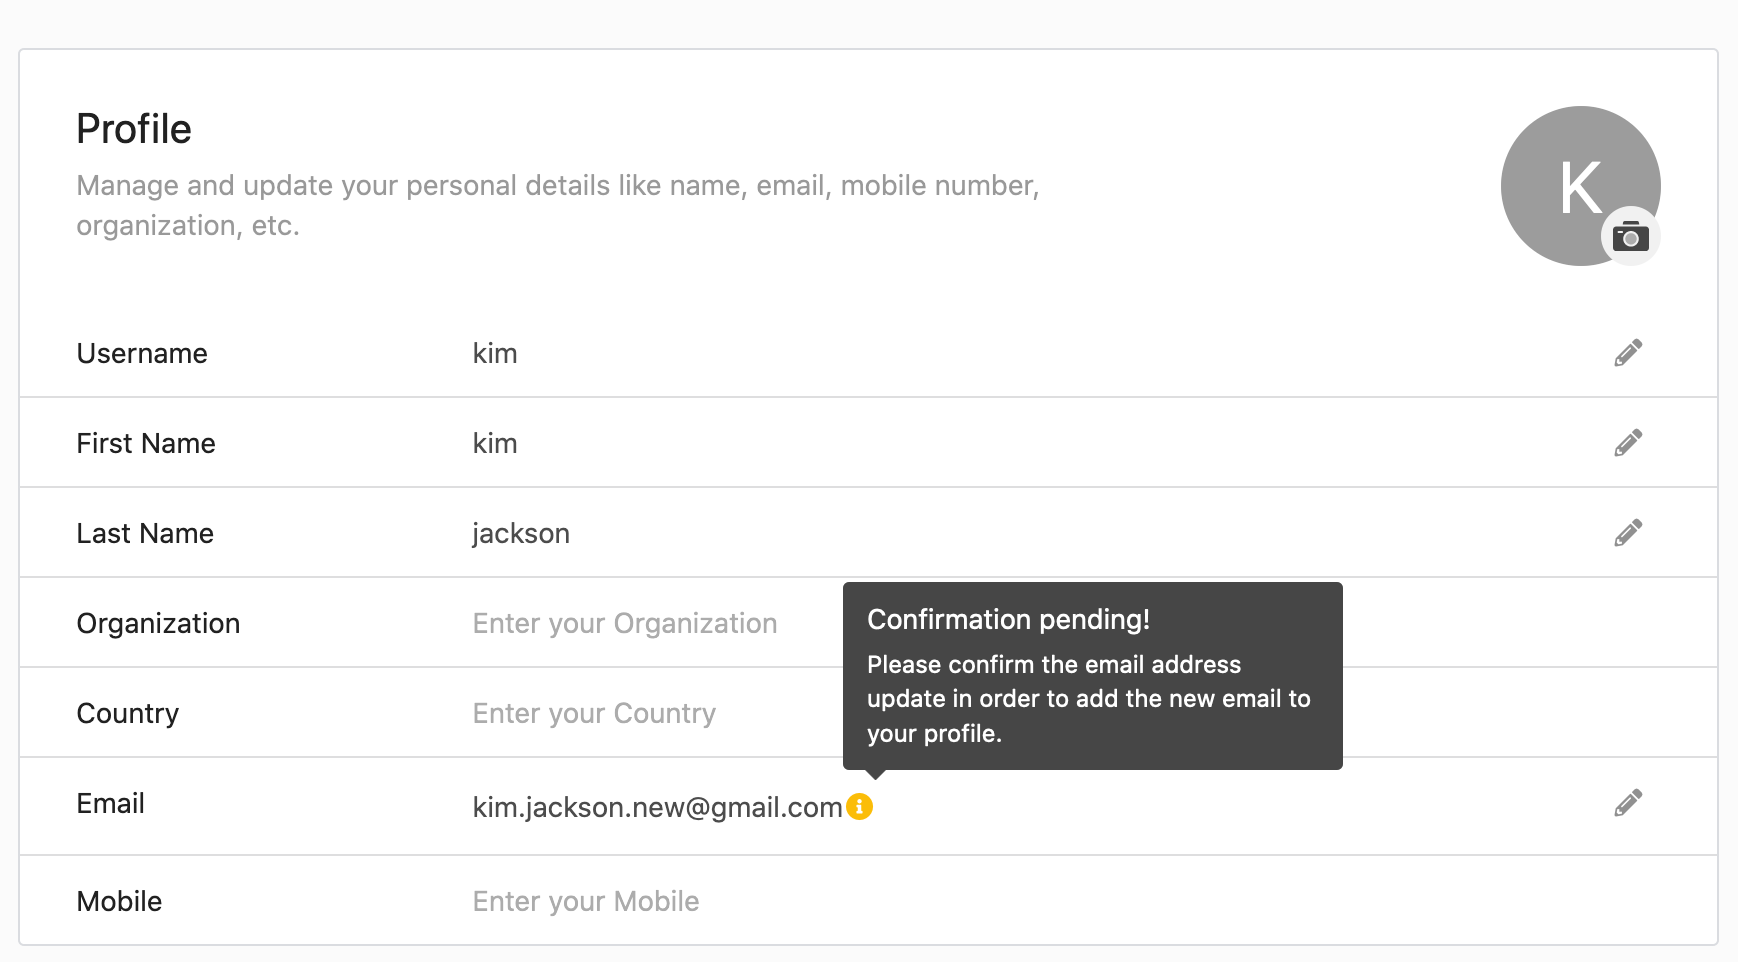 Profile
Manage and update your personal details like name, email, mobile number,
organization, etc.
K
Username kim
First Name kim
Last Name jackson
Organization Enter your Organization
Confirmation pending!
Please confirm the email address
update in order to add the new email to
your profile.
Country Enter your Country
Email kim.jackson.new@gmail.com
Mobile Enter your Mobile